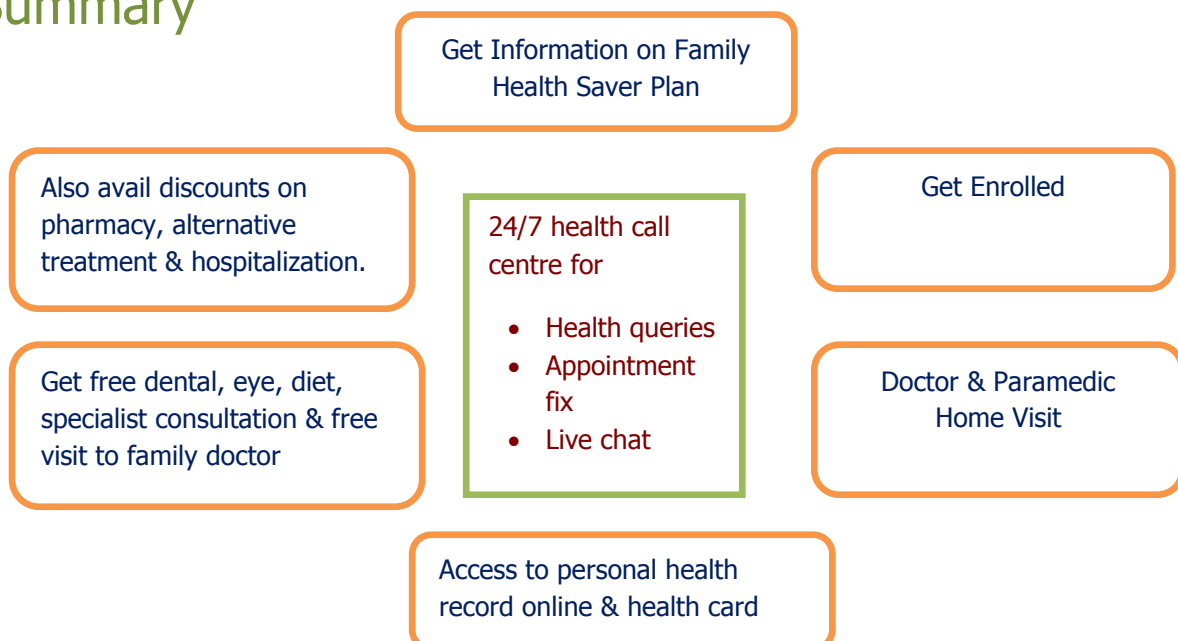 Summary
Get Information on Family
Health Saver Plan
Also avail discounts on
pharmacy, alternative
treatment & hospitalization.
24/7 health call
centre for
• Health queries
• Appointment
fix
• Live chat
Get Enrolled
Get free dental, eye, diet,
specialist consultation & free
visit to family doctor
Doctor & Paramedic
Home Visit
Access to personal health
record online & health card